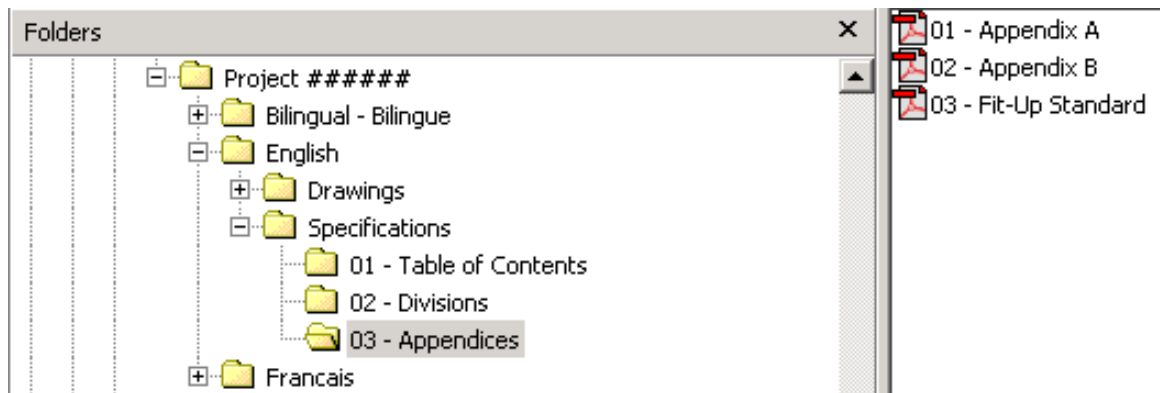 Folders
Project ######
Bilingual - Bilingue
English
Drawings
Specifications
01 - Table of Contents
02 - Divisions
03 - Appendices
Francais
01 - Appendix A
02 - Appendix B
03 - Fit-Up Standard